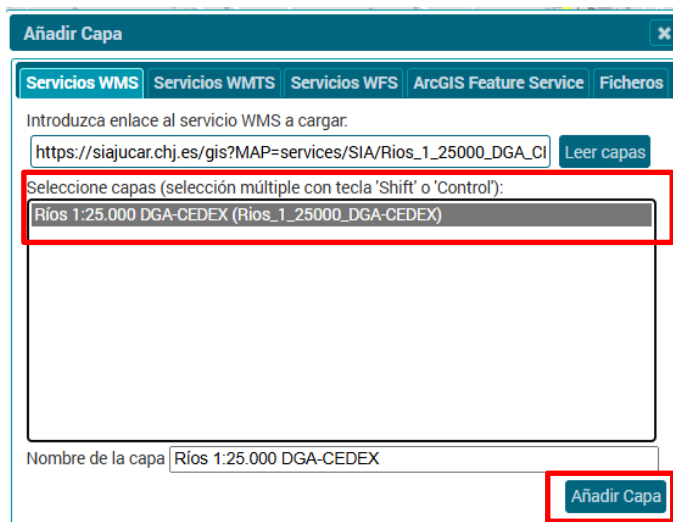 Añadir Capa
Servicios WMS Servicios WMTS Servicios WFS ArcGIS Feature Service Ficheros
Introduzca enlace al servicio WMS a cargar:
https://siajucar.chj.es/gis?MAP=services/SIA/Rios_1_25000_DGA_CI Leer capas
Seleccione capas (selección múltiple con tecla 'Shift' o 'Control'):
Ríos 1:25.000 DGA-CEDEX (Rios_1_25000_DGA-CEDEX)
Nombre de la capa Ríos 1:25.000 DGA-CEDEX
Añadir Capa